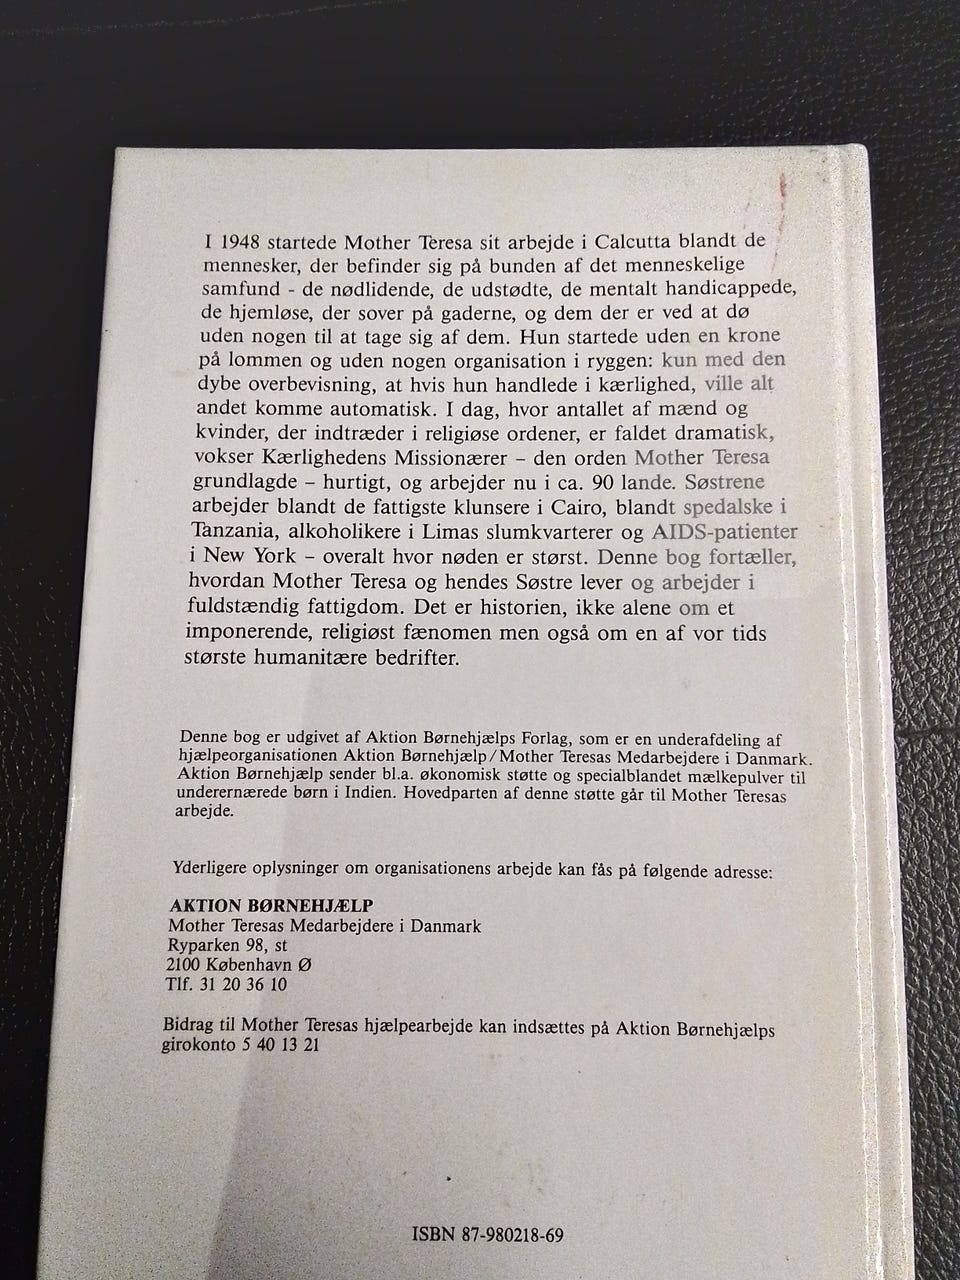 I 1948 startede Mother Teresa sit arbejde i Calcutta blandt de
mennesker, der befinder sig på bunden af det menneskelige
samfund - de nødlidende, de udstødte, de mentalt handicappede,
de hjemløse, der sover på gaderne, og dem der er ved at dø
uden nogen til at tage sig af dem. Hun startede uden en krone
på lommen og uden nogen organisation i ryggen: kun med den
dybe overbevisning, at hvis hun handlede i kærlighed, ville alt
andet komme automatisk. I dag, hvor antallet af mænd og
kvinder, der indtræder i religiøse ordener, er faldet dramatisk,
vokser Kærlighedens Missionærer – den orden Mother Teresa
grundlagde – hurtigt, og arbejder nu i ca. 90 lande. Søstrene
arbejder blandt de fattigste klunsere i Cairo, blandt spedalske i
Tanzania, alkoholikere i Limas slumkvarterer og AIDS-patienter
i New York – overalt hvor nøden er størst. Denne bog fortæller,
hvordan Mother Teresa og hendes Søstre lever og arbejder i
fuldstændig fattigdom. Det er historien, ikke alene om et
imponerende, religiøst fænomen men også om en af vor tids
største humanitære bedrifter.
Denne bog er udgivet af Aktion Børnehjælps Forlag, som er en underafdeling af
hjælpeorganisationen Aktion Børnehjælp/Mother Teresas Medarbejdere i Danmark.
Aktion Børnehjælp sender bl.a. økonomisk støtte og specialblandet mælkepulver til
underernærede børn i Indien. Hovedparten af denne støtte går til Mother Teresas
arbejde.
Yderligere oplysninger om organisationens arbejde kan fås på følgende adresse:
AKTION BØRNEHJÆLP
Mother Teresas Medarbejdere i Danmark
Ryparken 98, st
2100 København Ø
Tlf. 31 20 36 10
Bidrag til Mother Teresas hjælpearbejde kan indsættes på Aktion Børnehjælps
girokonto 5 40 13 21
ISBN 87-980218-69